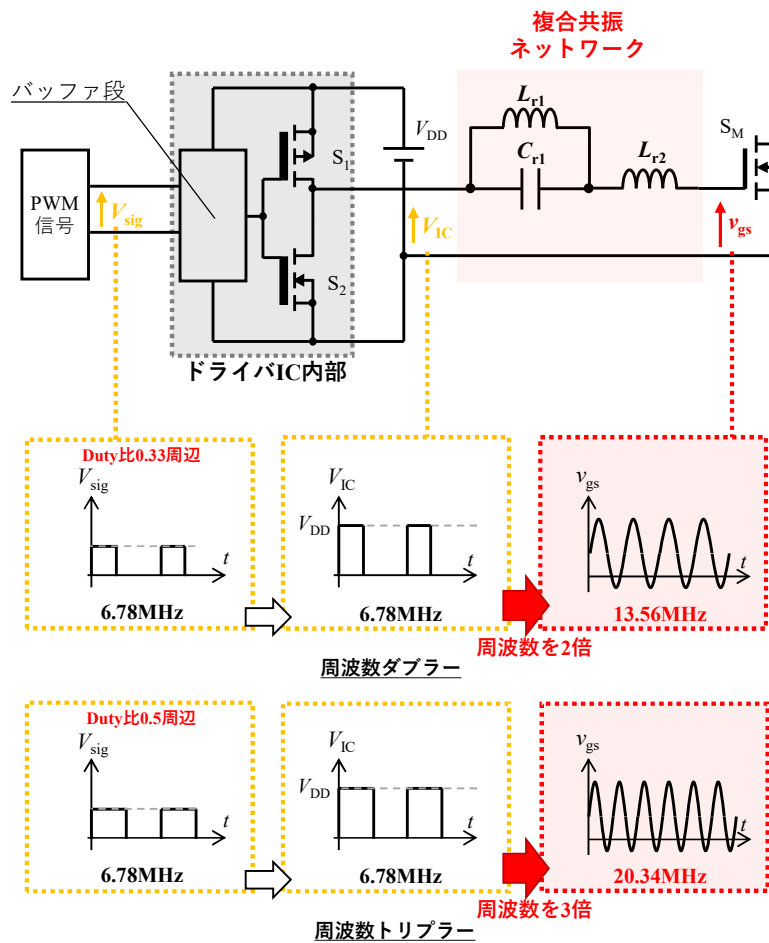 複合共振
ネットワーク
バッファ段
PWM
信号
Vsig
S1
S2
VDD
VIC
Lr1
Cr1
Lr2
SM
vgs
ドライバIC内部
Duty比0.33周辺
Vsig
t
6.78MHz
VIC
VDD
t
6.78MHz
vgs
t
13.56MHz
周波数を2倍
周波数ダブラー
Duty比0.5周辺
Vsig
t
6.78MHz
VIC
VDD
t
6.78MHz
vgs
t
20.34MHz
周波数を3倍
周波数トリプラー